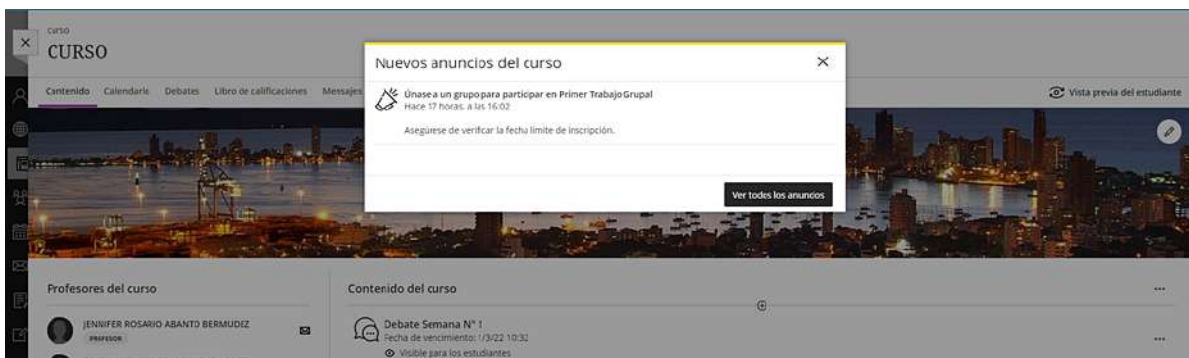 curso
CURSO
Contenido Calendario Debates Libro de calificaciones Mensajes
Vista previa del estudiante
Nuevos anuncios del curso
Únase a un grupo para participar en Primer Trabajo Grupal
Hace 17 horas, a las 16:02
Asegúrese de verificar la fecha límite de inscripción.
Ver todos los anuncios
Profesores del curso
JENNIFER ROSARIO ABANTO BERMUDEZ
PROFESOR
Contenido del curso
Debate Semana N° 1
Fecha de vencimiento: 1/3/22 10:32
Visible para los estudiantes